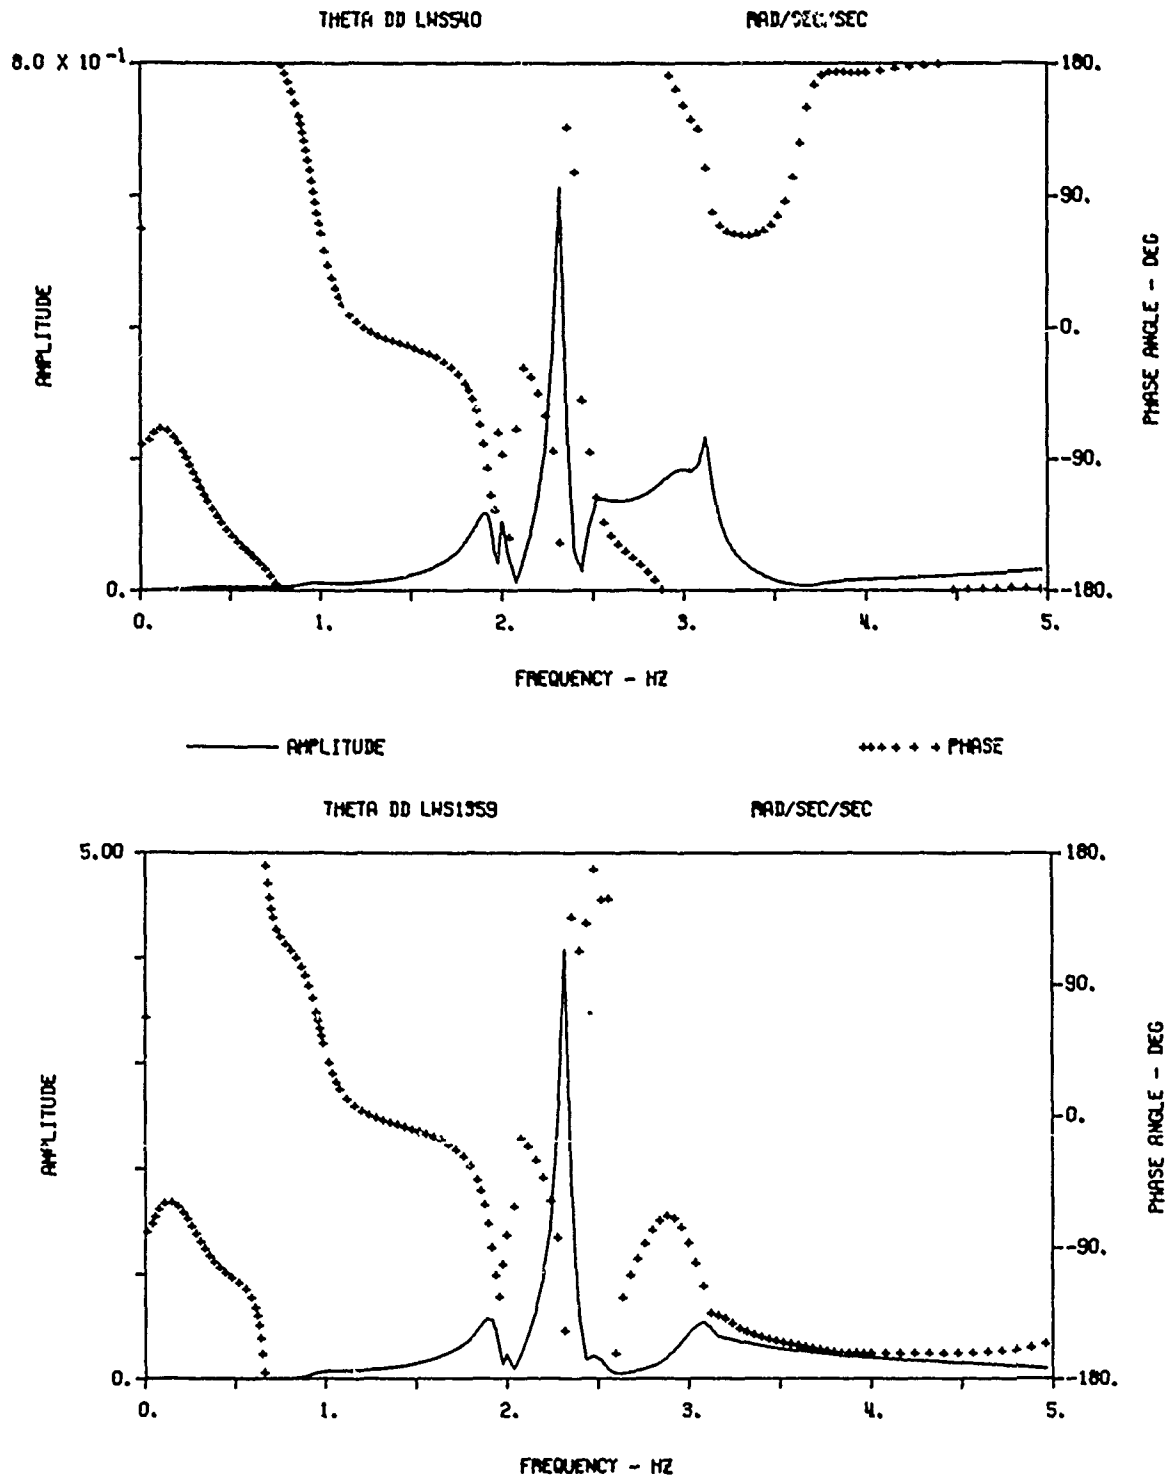 THETA DD LWS540 RAD/SEC/SEC
8.0 X 10 -1
180.
90.
0.
-90.
-180.
0.
AMPLITUDE
PHASE ANGLE - DEG
0. 1. 2. 3. 4. 5.
FREQUENCY - HZ
AMPLITUDE PHASE
THETA DD LWS1359 RAD/SEC/SEC
5.00
180.
90.
0.
-90.
-180.
0.
AMPLITUDE
PHASE ANGLE - DEG
0. 1. 2. 3. 4. 5.
FREQUENCY - HZ